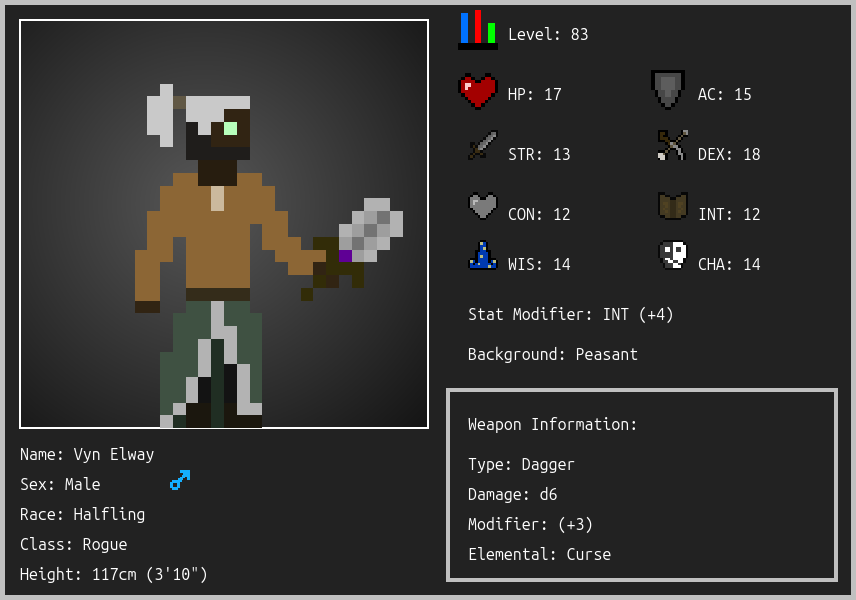 Level: 83
HP: 17
AC: 15
STR: 13
DEX: 18
CON: 12
INT: 12
WIS: 14
CHA: 14
Stat Modifier: INT (+4)
Background: Peasant
Name: Vyn Elway
Sex: Male
Race: Halfling
Class: Rogue
Height: 117cm (3'10")
Weapon Information:
Type: Dagger
Damage: d6
Modifier: (+3)
Elemental: Curse